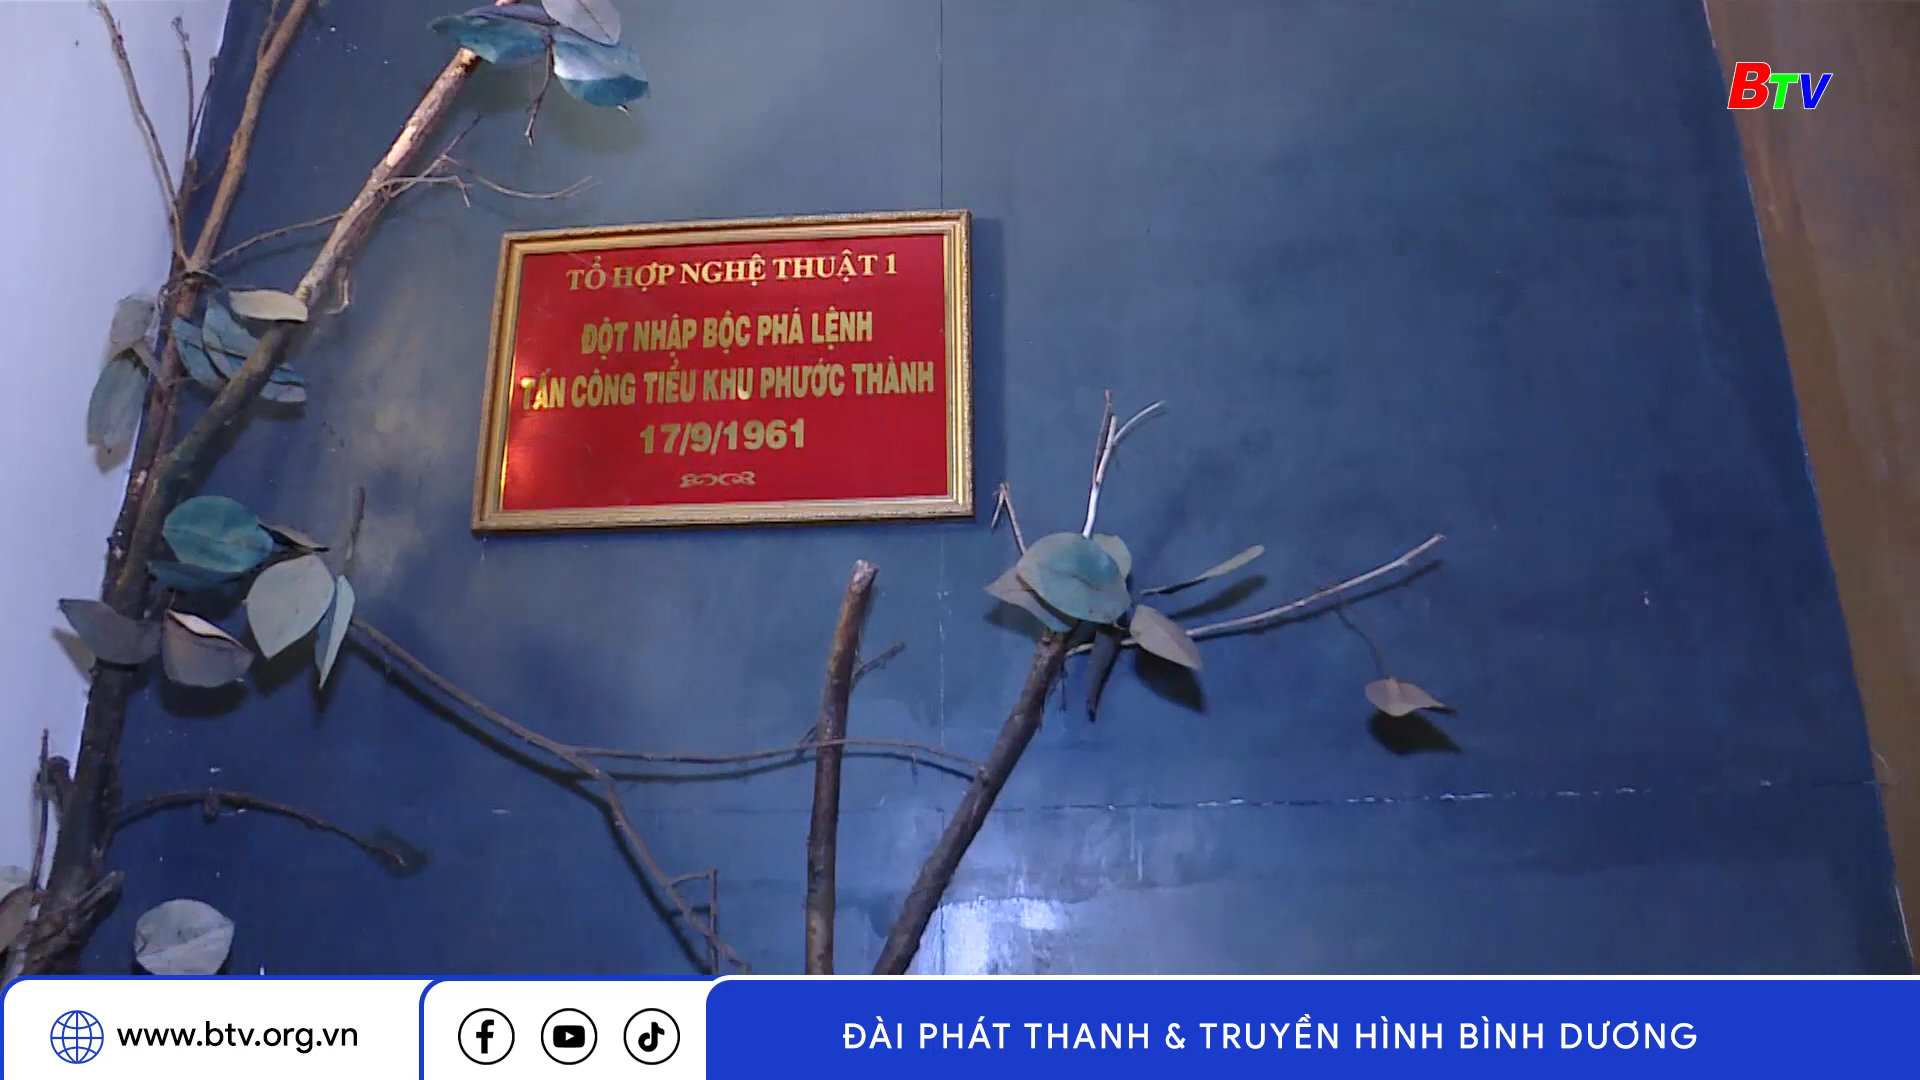 BTV
TỔ HỢP NGHỆ THUẬT 1
ĐỘT NHẬP BỘC PHÁ LỆNH
TẤN CÔNG TIỂU KHU PHƯỚC THÀNH
17/9/1961
www.btv.org.vn
ĐÀI PHÁT THANH & TRUYỀN HÌNH BÌNH DƯƠNG